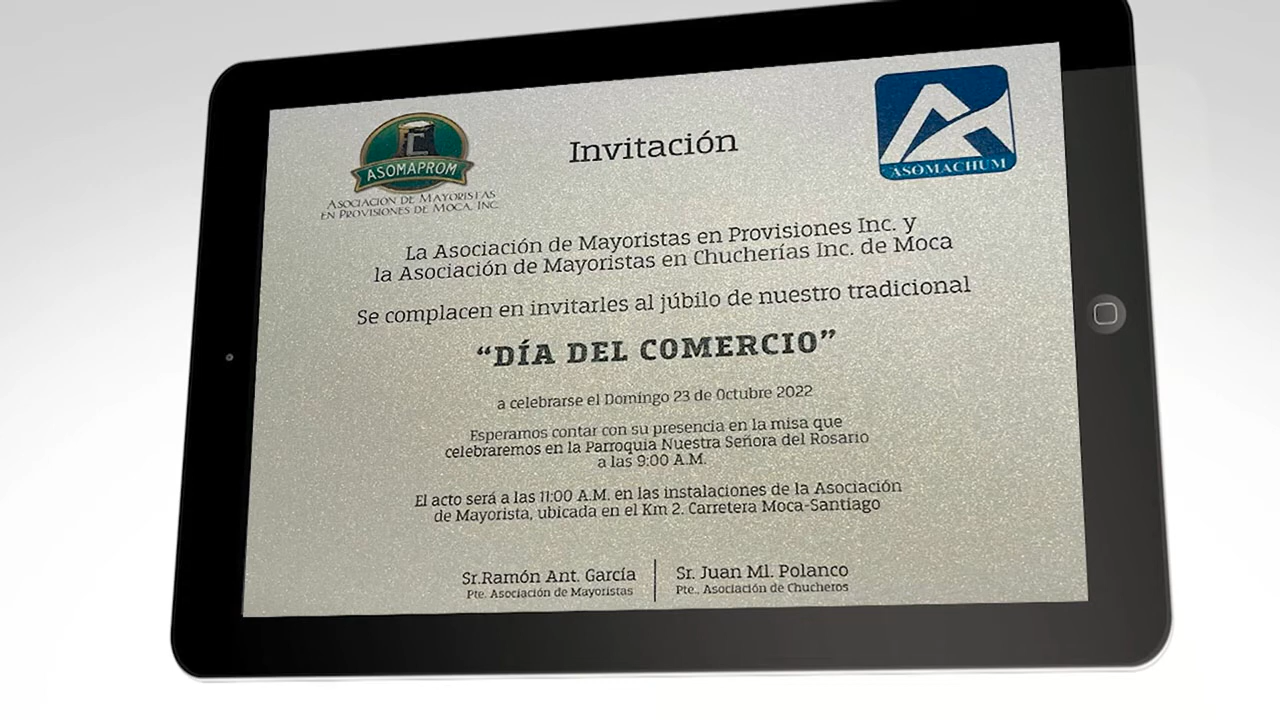 C
ASOMAPROM
ASOCIACIÓN DE MAYORISTAS
EN PROVISIONES DE MOCA, INC.
Invitación
ASOMACHUM
La Asociación de Mayoristas en Provisiones Inc. y
la Asociación de Mayoristas en Chucherías Inc. de Moca
Se complacen en invitarles al júbilo de nuestro tradicional
“DÍA DEL COMERCIO”
a celebrarse el Domingo 23 de Octubre 2022
Esperamos contar con su presencia en la misa que
celebraremos en la Parroquia Nuestra Señora del Rosario
a las 9:00 A.M.
El acto será a las 11:00 A.M. en las instalaciones de la Asociación
de Mayorista, ubicada en el Km 2. Carretera Moca-Santiago
Sr.Ramón Ant. García
Pte. Asociación de Mayoristas
Sr. Juan Ml. Polanco
Pte., Asociación de Chucheros